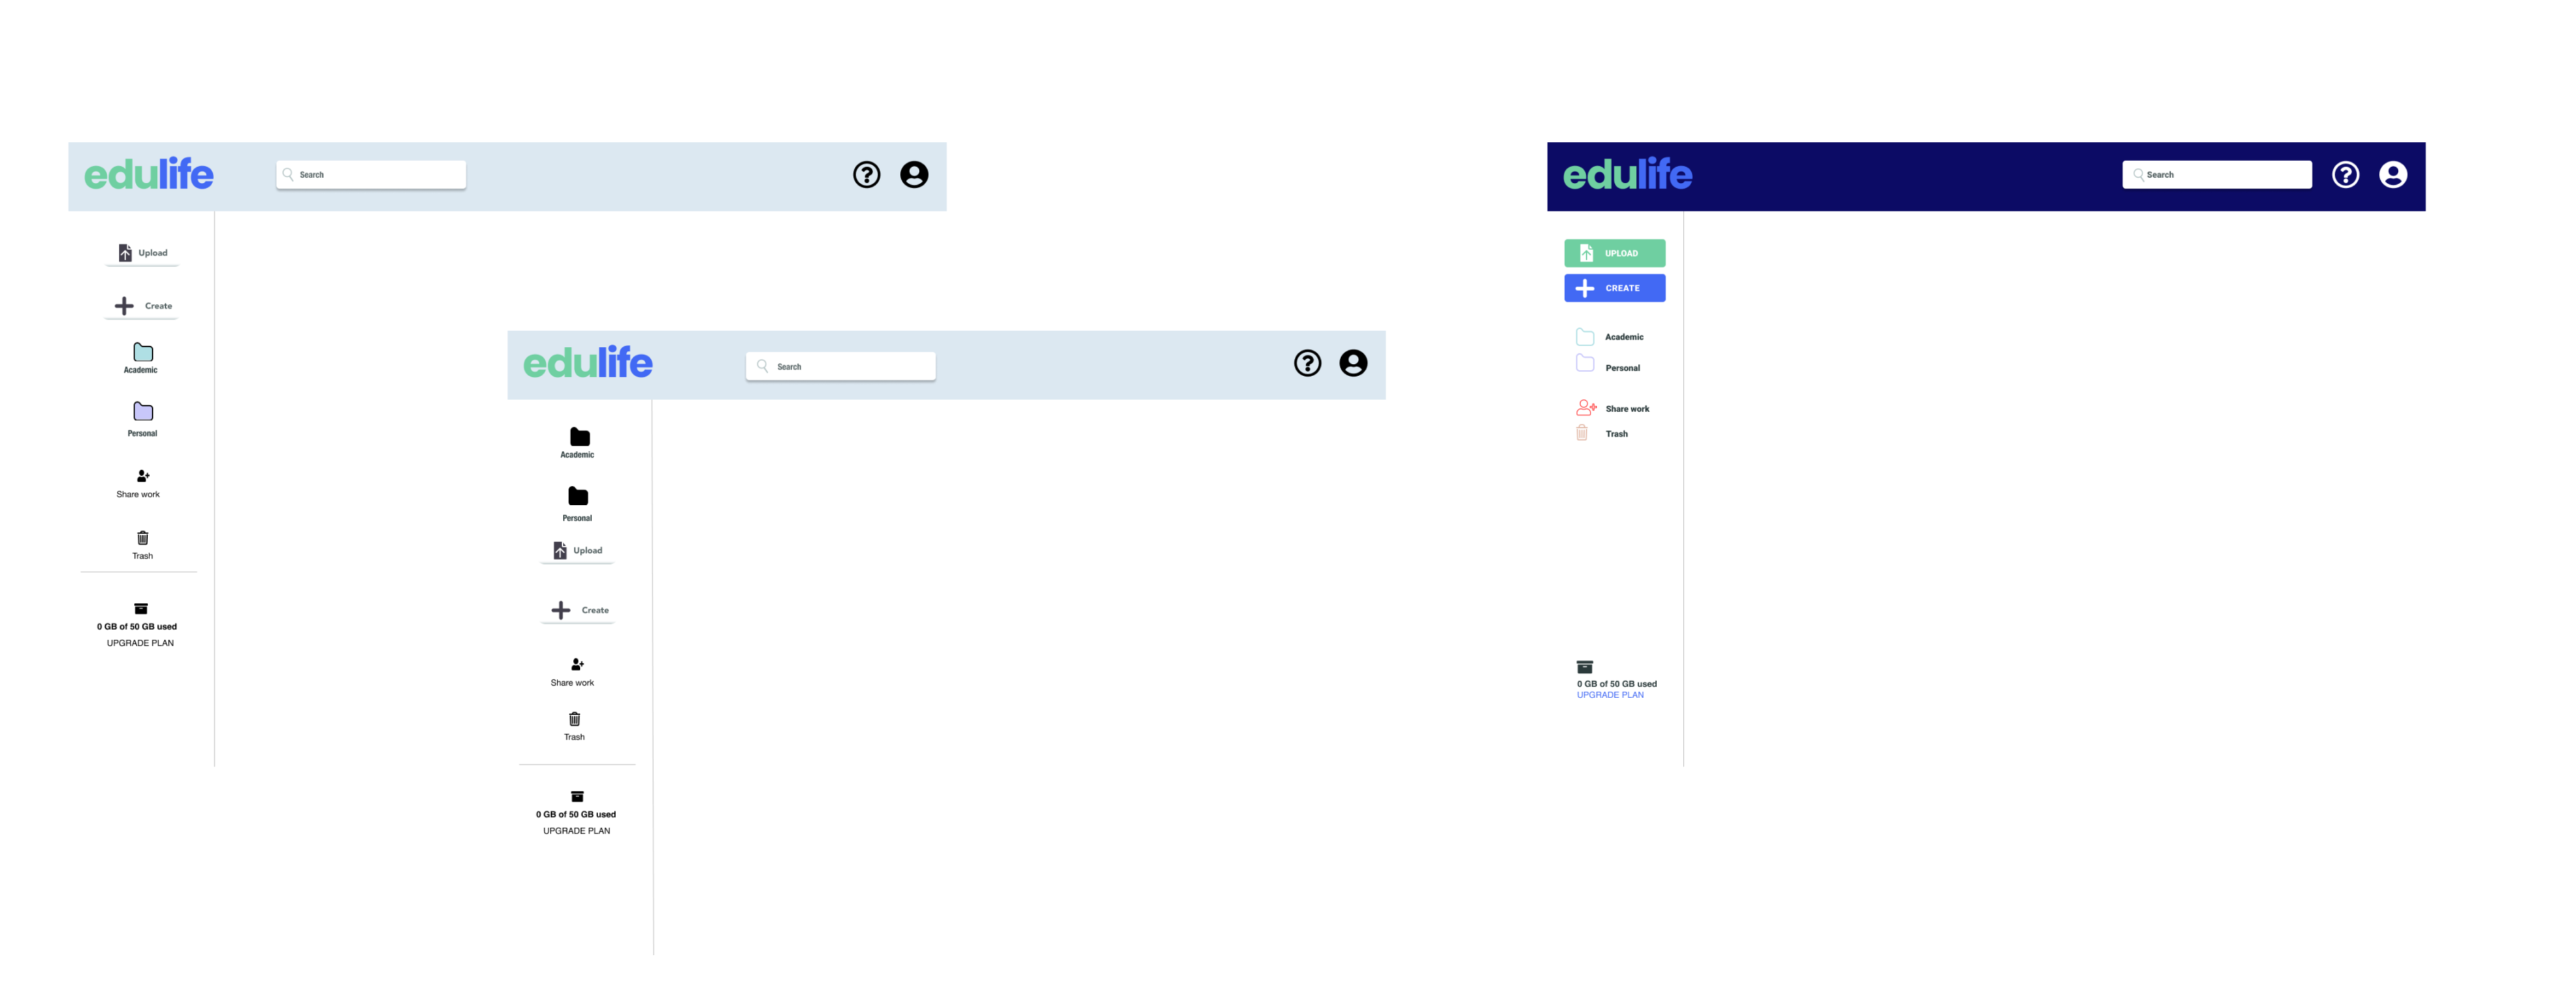 edulife
Search
Upload
Create
Academic
Personal
Share work
Trash
0 GB of 50 GB used
UPGRADE PLAN
edulife
Search
Academic
Personal
Upload
Create
Share work
Trash
0 GB of 50 GB used
UPGRADE PLAN
edulife
Search
UPLOAD
CREATE
Academic
Personal
Share work
Trash
0 GB of 50 GB used
UPGRADE PLAN